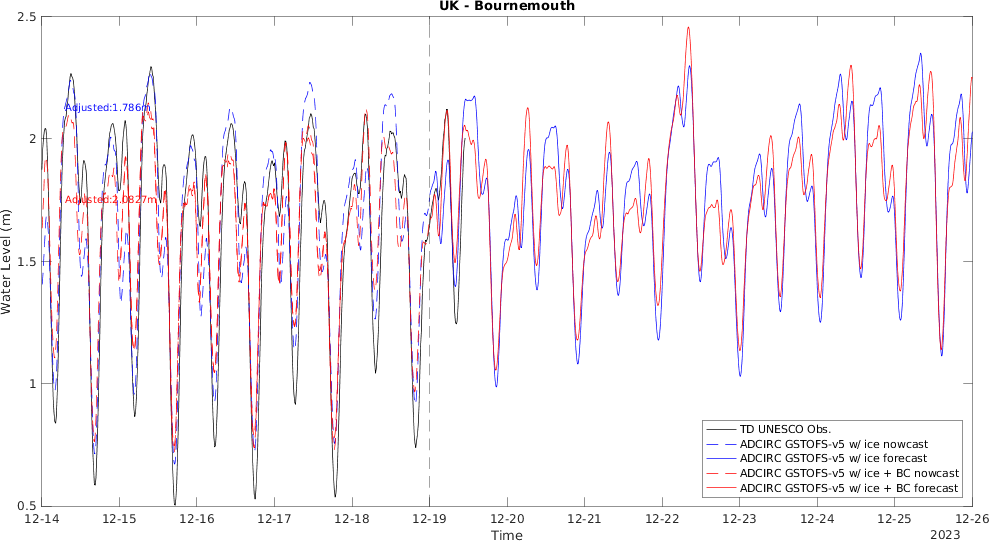 UK - Bournemouth
2.5
2
1.5
1
0.5
Water Level (m)
Adjusted:1.786m
Adjusted:2.0827m
TD UNESCO Obs.
ADCIRC GSTOFS-v5 w/ ice nowcast
ADCIRC GSTOFS-v5 w/ ice forecast
ADCIRC GSTOFS-v5 w/ ice + BC nowcast
ADCIRC GSTOFS-v5 w/ ice + BC forecast
12-14 12-15 12-16 12-17 12-18 12-19 12-20 12-21 12-22 12-23 12-24 12-25 12-26
Time
2023